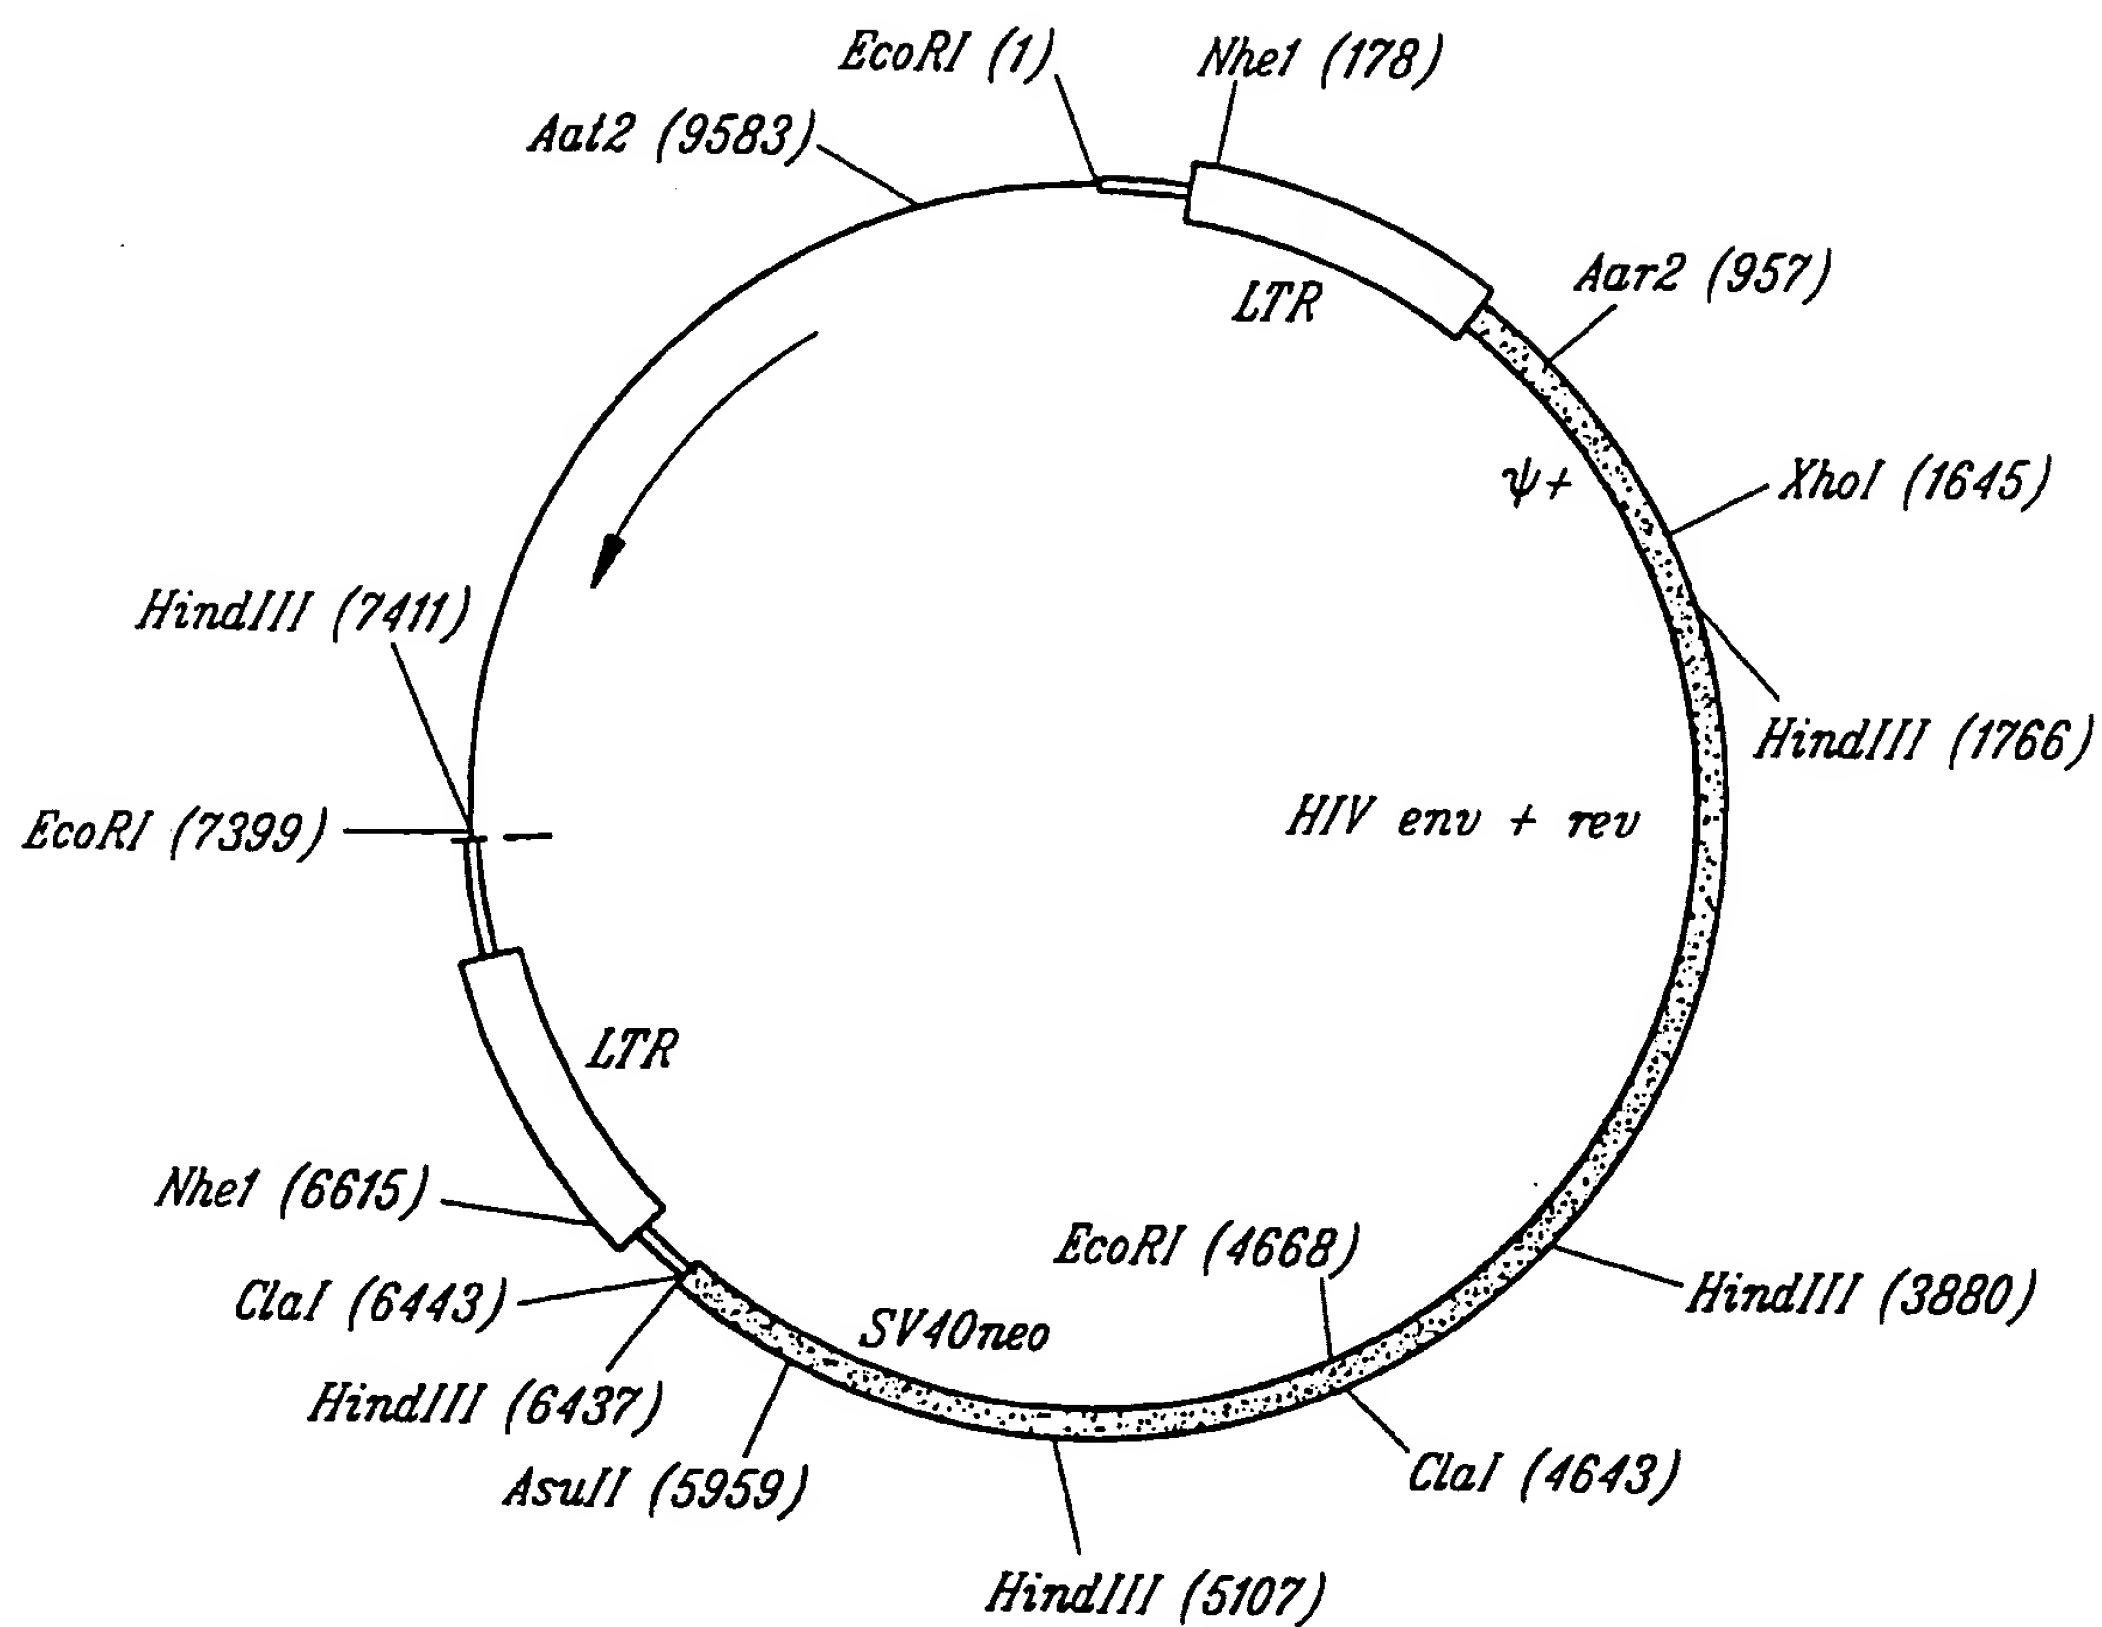 EcoRI (1)
Nhe1 (178)
Aat2 (9583)
Aar2 (957)
LTR
ψ+
XhoI (1645)
HindIII (7411)
HindIII (1766)
EcoRI (7399)
HIV env + rev
LTR
Nhe1 (6615)
EcoRI (4668)
ClaI (6443)
HindIII (3880)
SV40neo
HindIII (6437)
AsuII (5959)
ClaI (4643)
HindIII (5107)